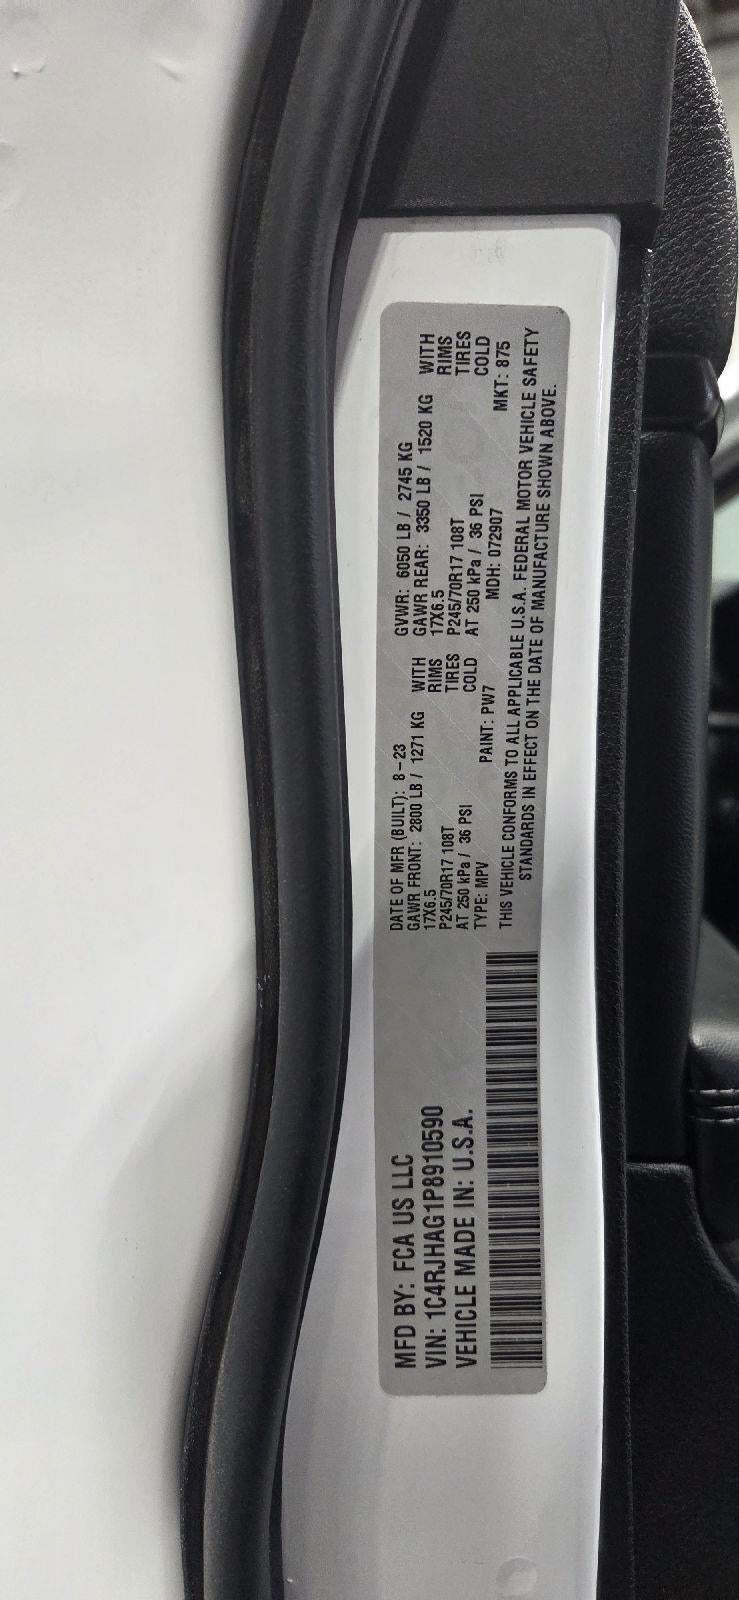 MFD BY: FCA US LLC
VIN: 1C4RJHAG1P8910590
VEHICLE MADE IN: U.S.A.
DATE OF MFR (BUILT): 8-23
GAWR FRONT: 2800 LB / 1271 KG WITH
17X6.5 RIMS
P245/70R17 108T TIRES
AT 250 kPa / 36 PSI COLD
TYPE: MPV PAINT: PW7
GVWR: 6050 LB / 2745 KG
GAWR REAR: 3350 LB / 1520 KG WITH
17X6.5 RIMS
P245/70R17 108T TIRES
AT 250 kPa / 36 PSI COLD
MDH: 072907 MKT: 875
THIS VEHICLE CONFORMS TO ALL APPLICABLE U.S.A. FEDERAL MOTOR VEHICLE SAFETY
STANDARDS IN EFFECT ON THE DATE OF MANUFACTURE SHOWN ABOVE.